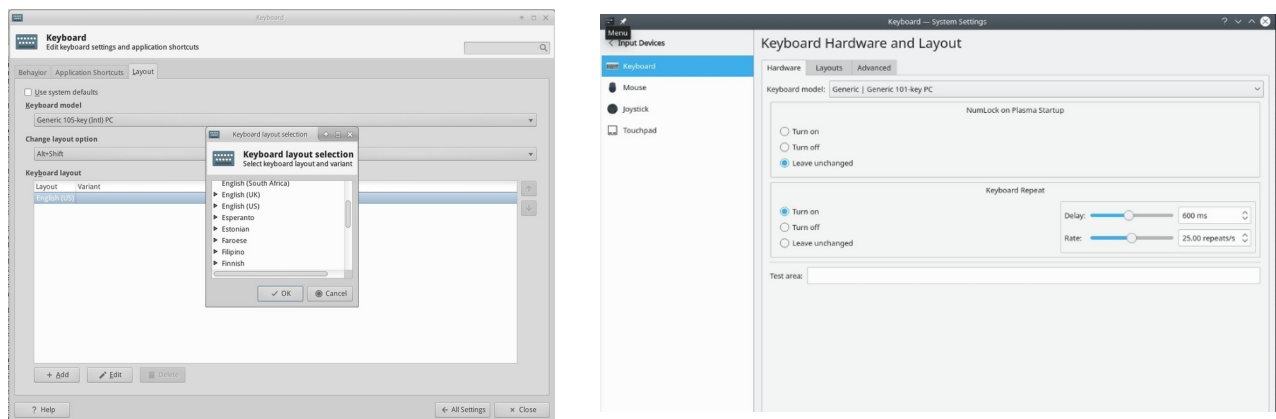 Keyboard
Keyboard
Edit keyboard settings and application shortcuts
Behavior Application Shortcuts Layout
Use system defaults
Keyboard model
Generic 105-key (Intl) PC
Change layout option
Alt+Shift
Keyboard layout
Layout Variant
English (US)
Keyboard layout selection
Keyboard layout selection
Select keyboard layout and variant
English (South Africa)
English (UK)
English (US)
Esperanto
Estonian
Faroese
Filipino
Finnish
OK Cancel
Add Edit Delete
? Help All Settings Close
Keyboard — System Settings
Menu
Input Devices
Keyboard
Mouse
Joystick
Touchpad
Keyboard Hardware and Layout
Hardware Layouts Advanced
Keyboard model: Generic | Generic 101-key PC
NumLock on Plasma Startup
Turn on
Turn off
Leave unchanged
Keyboard Repeat
Turn on
Turn off
Leave unchanged
Delay: 600 ms
Rate: 25.00 repeats/s
Test area: